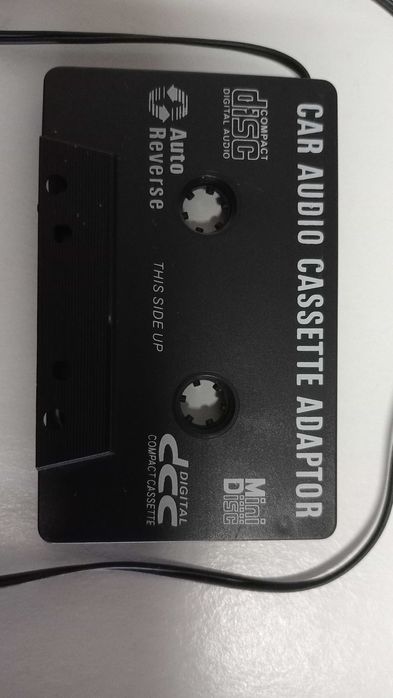 CAR AUDIO CASSETTE ADAPTOR
COMPACT
disc
DIGITAL AUDIO
Mini
Disc
Auto
Reverse
THIS SIDE UP
DIGITAL
dcc
COMPACT CASSETTE